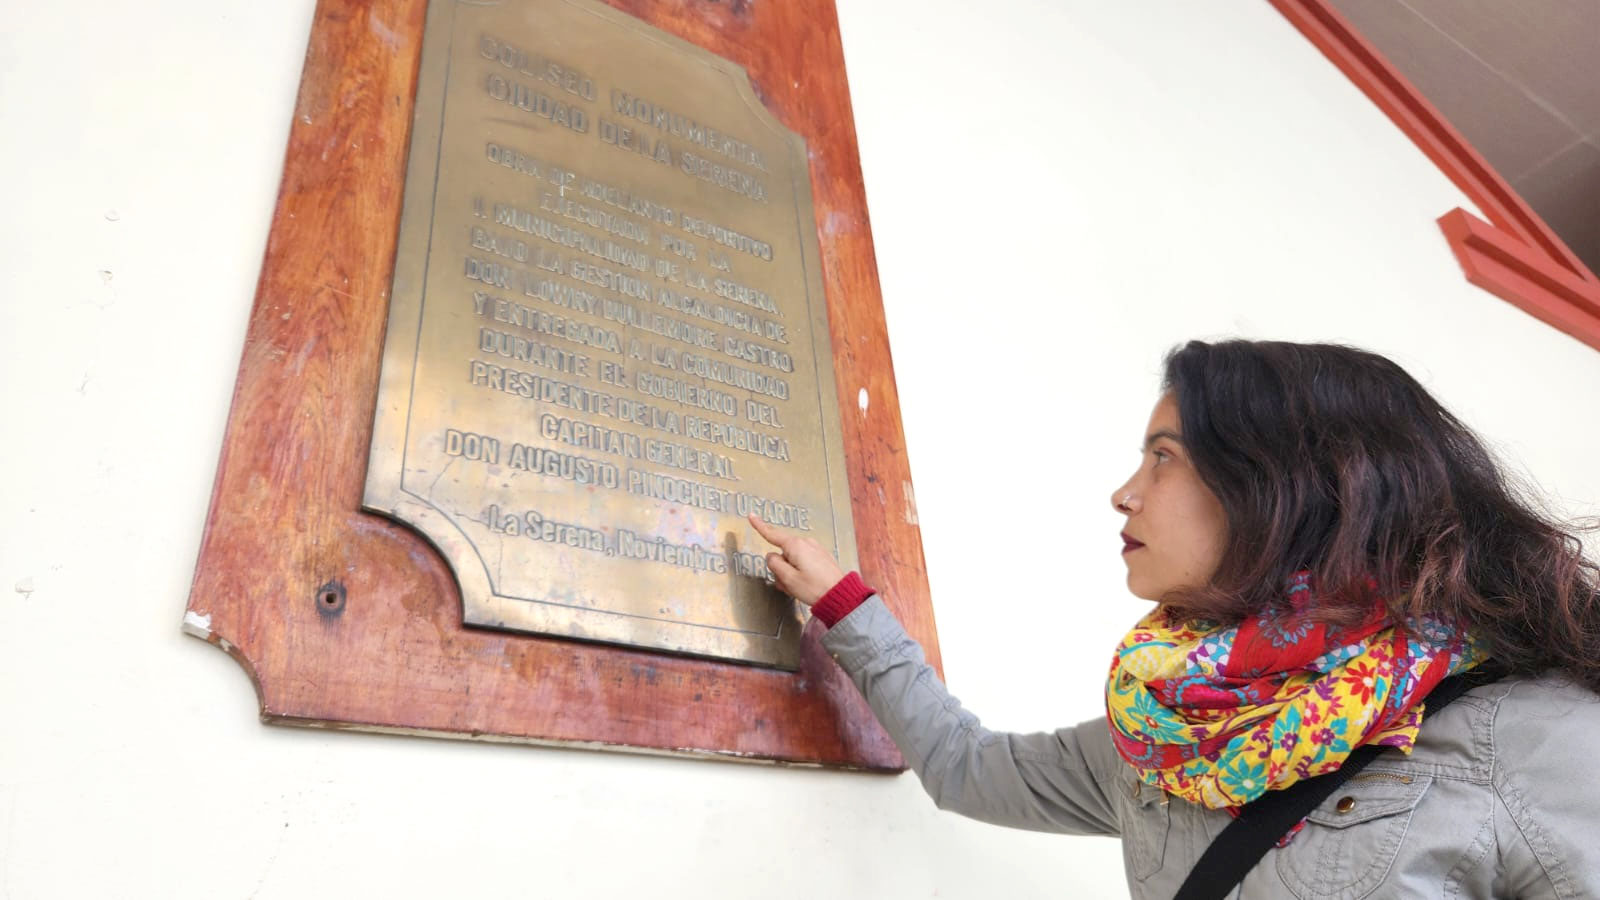 COLISEO MONUMENTAL
CIUDAD DE LA SERENA
OBRA DE ADELANTO DEPORTIVO
EJECUTADA POR LA
I. MUNICIPALIDAD DE LA SERENA,
BAJO LA GESTION ALCALDICIA DE
DON LOWRY BULLEMORE CASTRO
Y ENTREGADA A LA COMUNIDAD
DURANTE EL GOBIERNO DEL
PRESIDENTE DE LA REPUBLICA
CAPITAN GENERAL
DON AUGUSTO PINOCHET UGARTE
La Serena, Noviembre